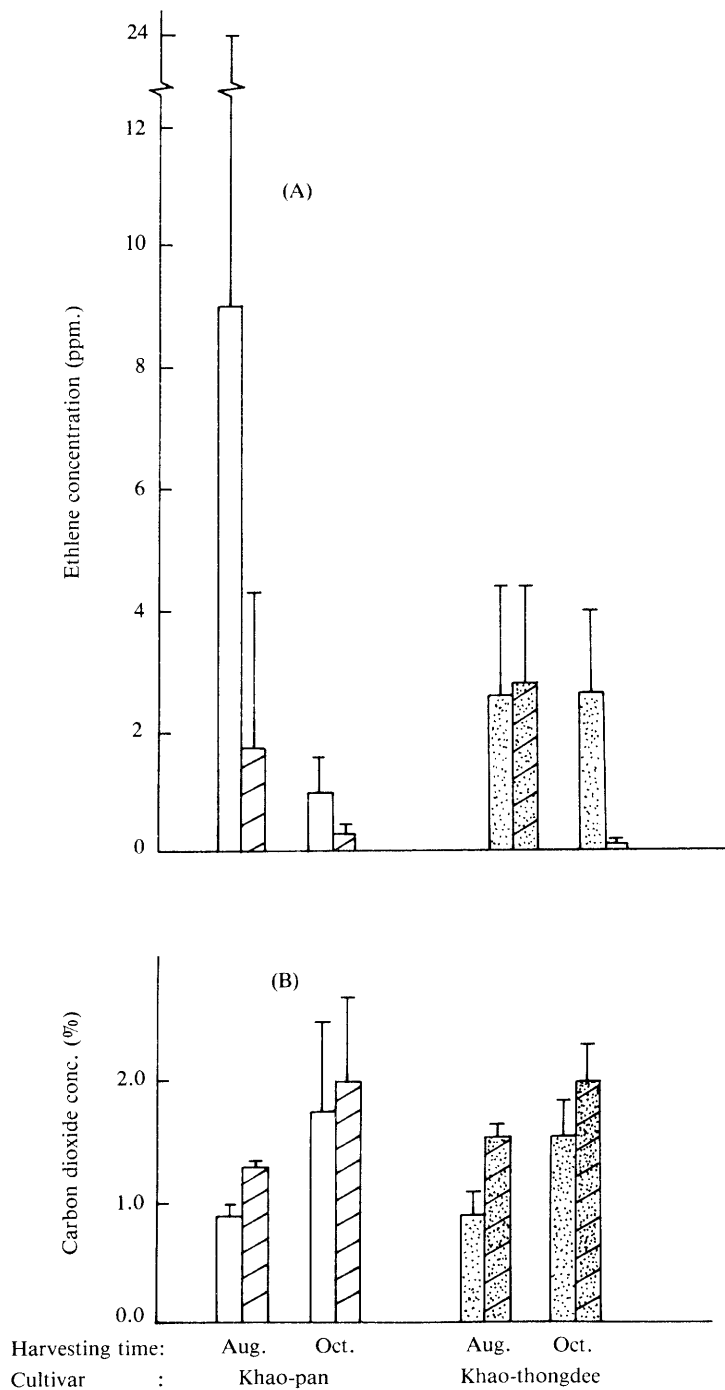 24
12
(A)
10
8
6
4
2
0
Ethlene concentration (ppm.)
(B)
2.0
1.0
0.0
Carbon dioxide conc. (%)
Harvesting time: Aug. Oct. Aug. Oct.
Cultivar : Khao-pan Khao-thongdee